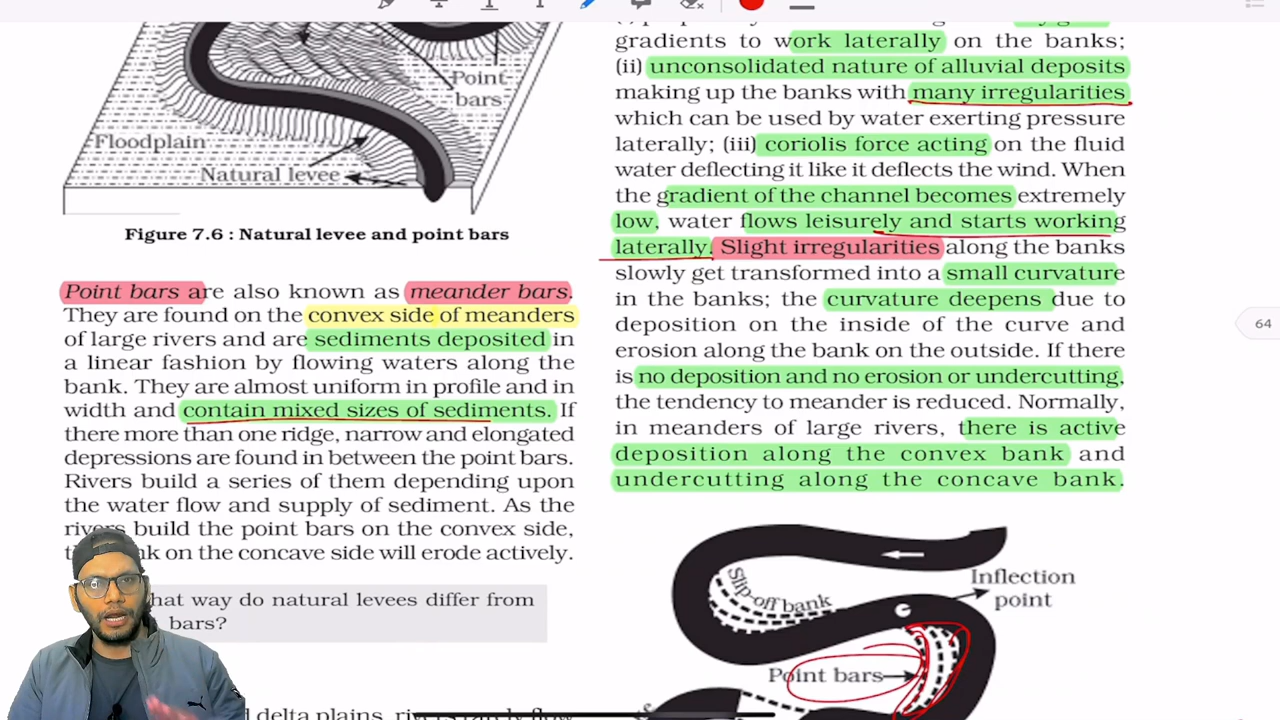 Point
bars
Floodplain
Natural levee
Figure 7.6 : Natural levee and point bars
Point bars are also known as meander bars.
They are found on the convex side of meanders
of large rivers and are sediments deposited in
a linear fashion by flowing waters along the
bank. They are almost uniform in profile and in
width and contain mixed sizes of sediments. If
there more than one ridge, narrow and elongated
depressions are found in between the point bars.
Rivers build a series of them depending upon
the water flow and supply of sediment. As the
rivers build the point bars on the convex side,
on the concave side will erode actively.
way do natural levees differ from
bars?
delta plains, rivers rarely flow
gradients to work laterally on the banks;
(ii) unconsolidated nature of alluvial deposits
making up the banks with many irregularities
which can be used by water exerting pressure
laterally; (iii) coriolis force acting on the fluid
water deflecting it like it deflects the wind. When
the gradient of the channel becomes extremely
low, water flows leisurely and starts working
laterally. Slight irregularities along the banks
slowly get transformed into a small curvature
in the banks; the curvature deepens due to
deposition on the inside of the curve and
erosion along the bank on the outside. If there
is no deposition and no erosion or undercutting,
the tendency to meander is reduced. Normally,
in meanders of large rivers, there is active
deposition along the convex bank and
undercutting along the concave bank.
Slip-off bank
Inflection
point
Point bars
64